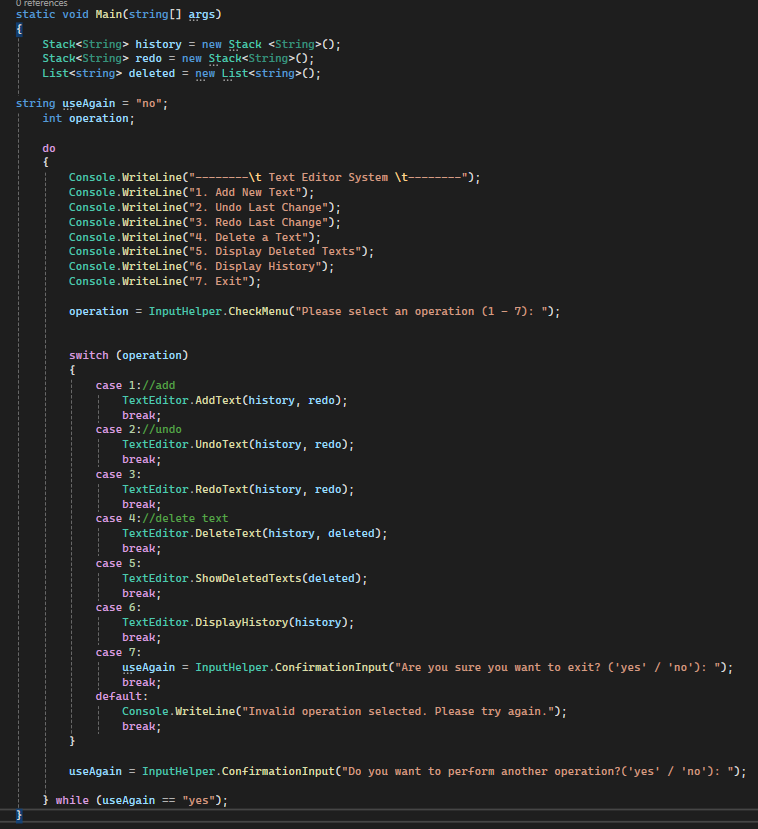 0 references
static void Main(string[] args)
{
Stack<String> history = new Stack <String>();
Stack<String> redo = new Stack<String>();
List<string> deleted = new List<string>();
string useAgain = "no";
int operation;
do
{
Console.WriteLine("--------\t Text Editor System \t--------");
Console.WriteLine("1. Add New Text");
Console.WriteLine("2. Undo Last Change");
Console.WriteLine("3. Redo Last Change");
Console.WriteLine("4. Delete a Text");
Console.WriteLine("5. Display Deleted Texts");
Console.WriteLine("6. Display History");
Console.WriteLine("7. Exit");
operation = InputHelper.CheckMenu("Please select an operation (1 - 7): ");
switch (operation)
{
case 1://add
TextEditor.AddText(history, redo);
break;
case 2://undo
TextEditor.UndoText(history, redo);
break;
case 3:
TextEditor.RedoText(history, redo);
break;
case 4://delete text
TextEditor.DeleteText(history, deleted);
break;
case 5:
TextEditor.ShowDeletedTexts(deleted);
break;
case 6:
TextEditor.DisplayHistory(history);
break;
case 7:
useAgain = InputHelper.ConfirmationInput("Are you sure you want to exit? ('yes' / 'no'): ");
break;
default:
Console.WriteLine("Invalid operation selected. Please try again.");
break;
}
useAgain = InputHelper.ConfirmationInput("Do you want to perform another operation?('yes' / 'no'): ");
} while (useAgain == "yes");
}